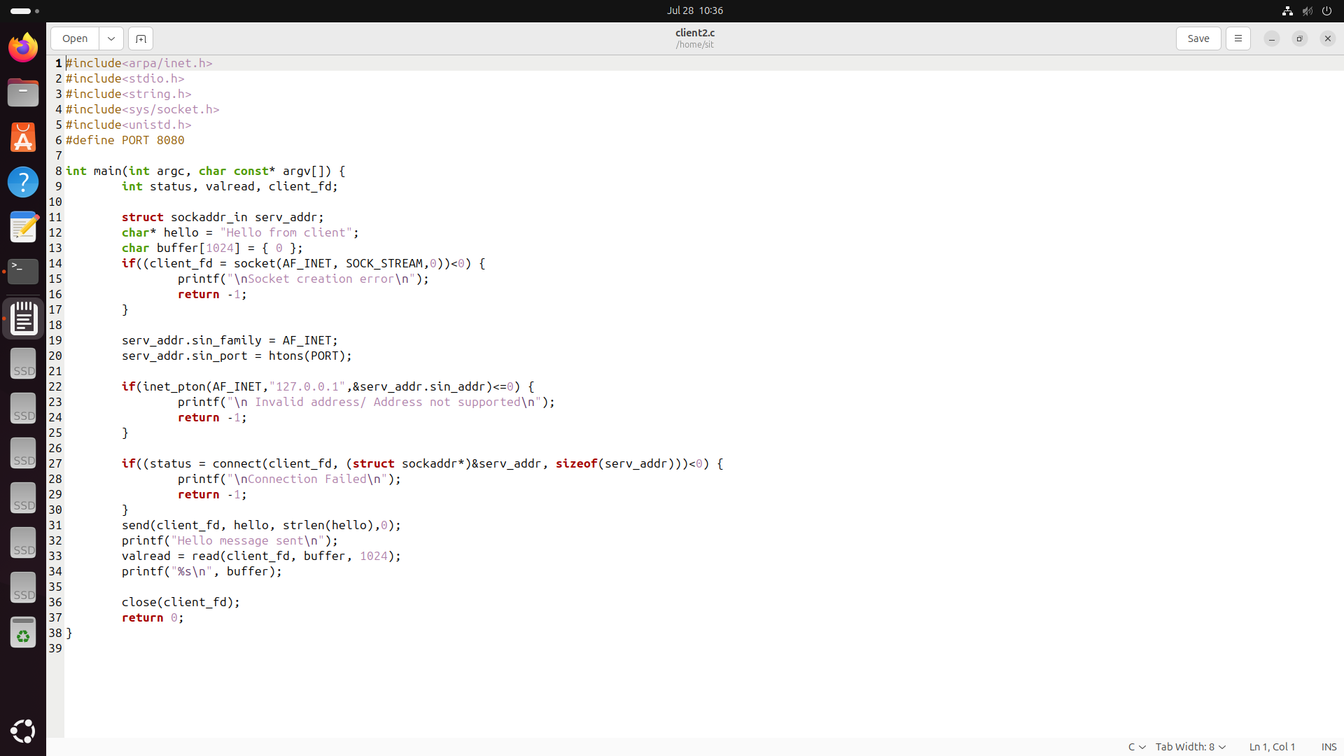 Jul 28 10:36
Open
client2.c
/home/sit
Save
1 #include<arpa/inet.h>
2 #include<stdio.h>
3 #include<string.h>
4 #include<sys/socket.h>
5 #include<unistd.h>
6 #define PORT 8080
7
8 int main(int argc, char const* argv[]) {
9         int status, valread, client_fd;
10
11         struct sockaddr_in serv_addr;
12         char* hello = "Hello from client";
13         char buffer[1024] = { 0 };
14         if((client_fd = socket(AF_INET, SOCK_STREAM,0))<0) {
15                 printf("\nSocket creation error\n");
16                 return -1;
17         }
18
19         serv_addr.sin_family = AF_INET;
20         serv_addr.sin_port = htons(PORT);
21
22         if(inet_pton(AF_INET,"127.0.0.1",&serv_addr.sin_addr)<=0) {
23                 printf("\n Invalid address/ Address not supported\n");
24                 return -1;
25         }
26
27         if((status = connect(client_fd, (struct sockaddr*)&serv_addr, sizeof(serv_addr)))<0) {
28                 printf("\nConnection Failed\n");
29                 return -1;
30         }
31         send(client_fd, hello, strlen(hello),0);
32         printf("Hello message sent\n");
33         valread = read(client_fd, buffer, 1024);
34         printf("%s\n", buffer);
35
36         close(client_fd);
37         return 0;
38 }
39
SSD
SSD
SSD
SSD
SSD
SSD
C Tab Width: 8 Ln 1, Col 1 INS